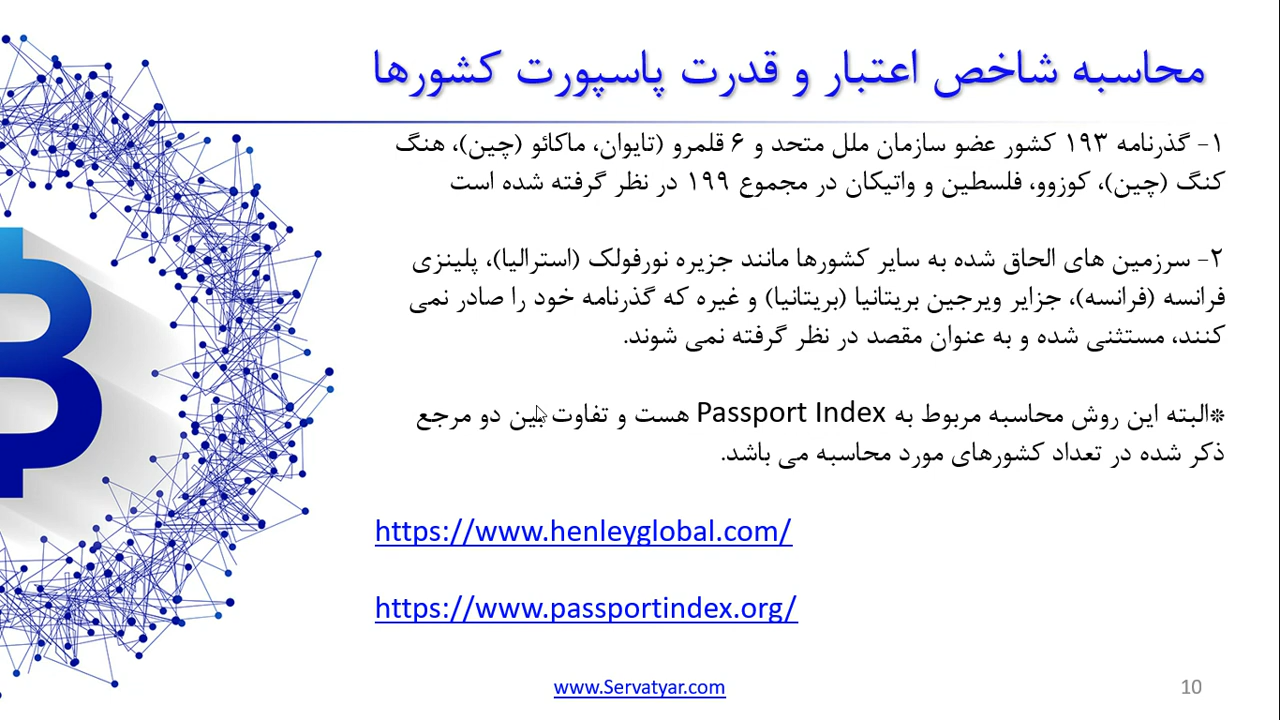 محاسبه شاخص اعتبار و قدرت پاسپورت کشورها
۱- گذرنامه ۱۹۳ کشور عضو سازمان ملل متحد و ۶ قلمرو (تایوان، ماکائو (چین)، هنگ
کنگ (چین)، کوزوو، فلسطین و واتیکان در مجموع ۱۹۹ در نظر گرفته شده است
۲- سرزمین های الحاق شده به سایر کشورها مانند جزیره نورفولک (استرالیا)، پلینزی
فرانسه (فرانسه)، جزایر ویرجین بریتانیا (بریتانیا) و غیره که گذرنامه خود را صادر نمی
کنند، مستثنی شده و به عنوان مقصد در نظر گرفته نمی شوند.
*البته این روش محاسبه مربوط به Passport Index هست و تفاوت بین دو مرجع
ذکر شده در تعداد کشورهای مورد محاسبه می باشد.
https://www.henleyglobal.com/
https://www.passportindex.org/
www.Servatyar.com
10